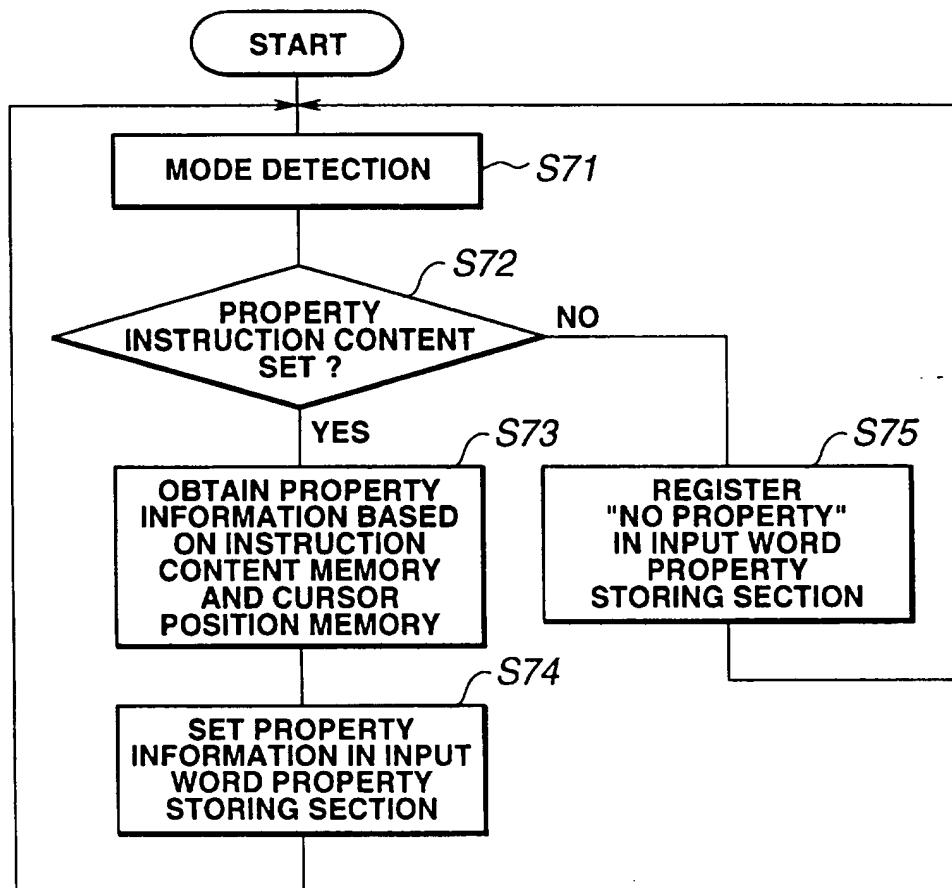 START
MODE DETECTION
S71
S72
PROPERTY
INSTRUCTION CONTENT
SET ?
NO
YES
S73
OBTAIN PROPERTY
INFORMATION BASED
ON INSTRUCTION
CONTENT MEMORY
AND CURSOR
POSITION MEMORY
S75
REGISTER
"NO PROPERTY"
IN INPUT WORD
PROPERTY
STORING SECTION
S74
SET PROPERTY
INFORMATION IN INPUT
WORD PROPERTY
STORING SECTION